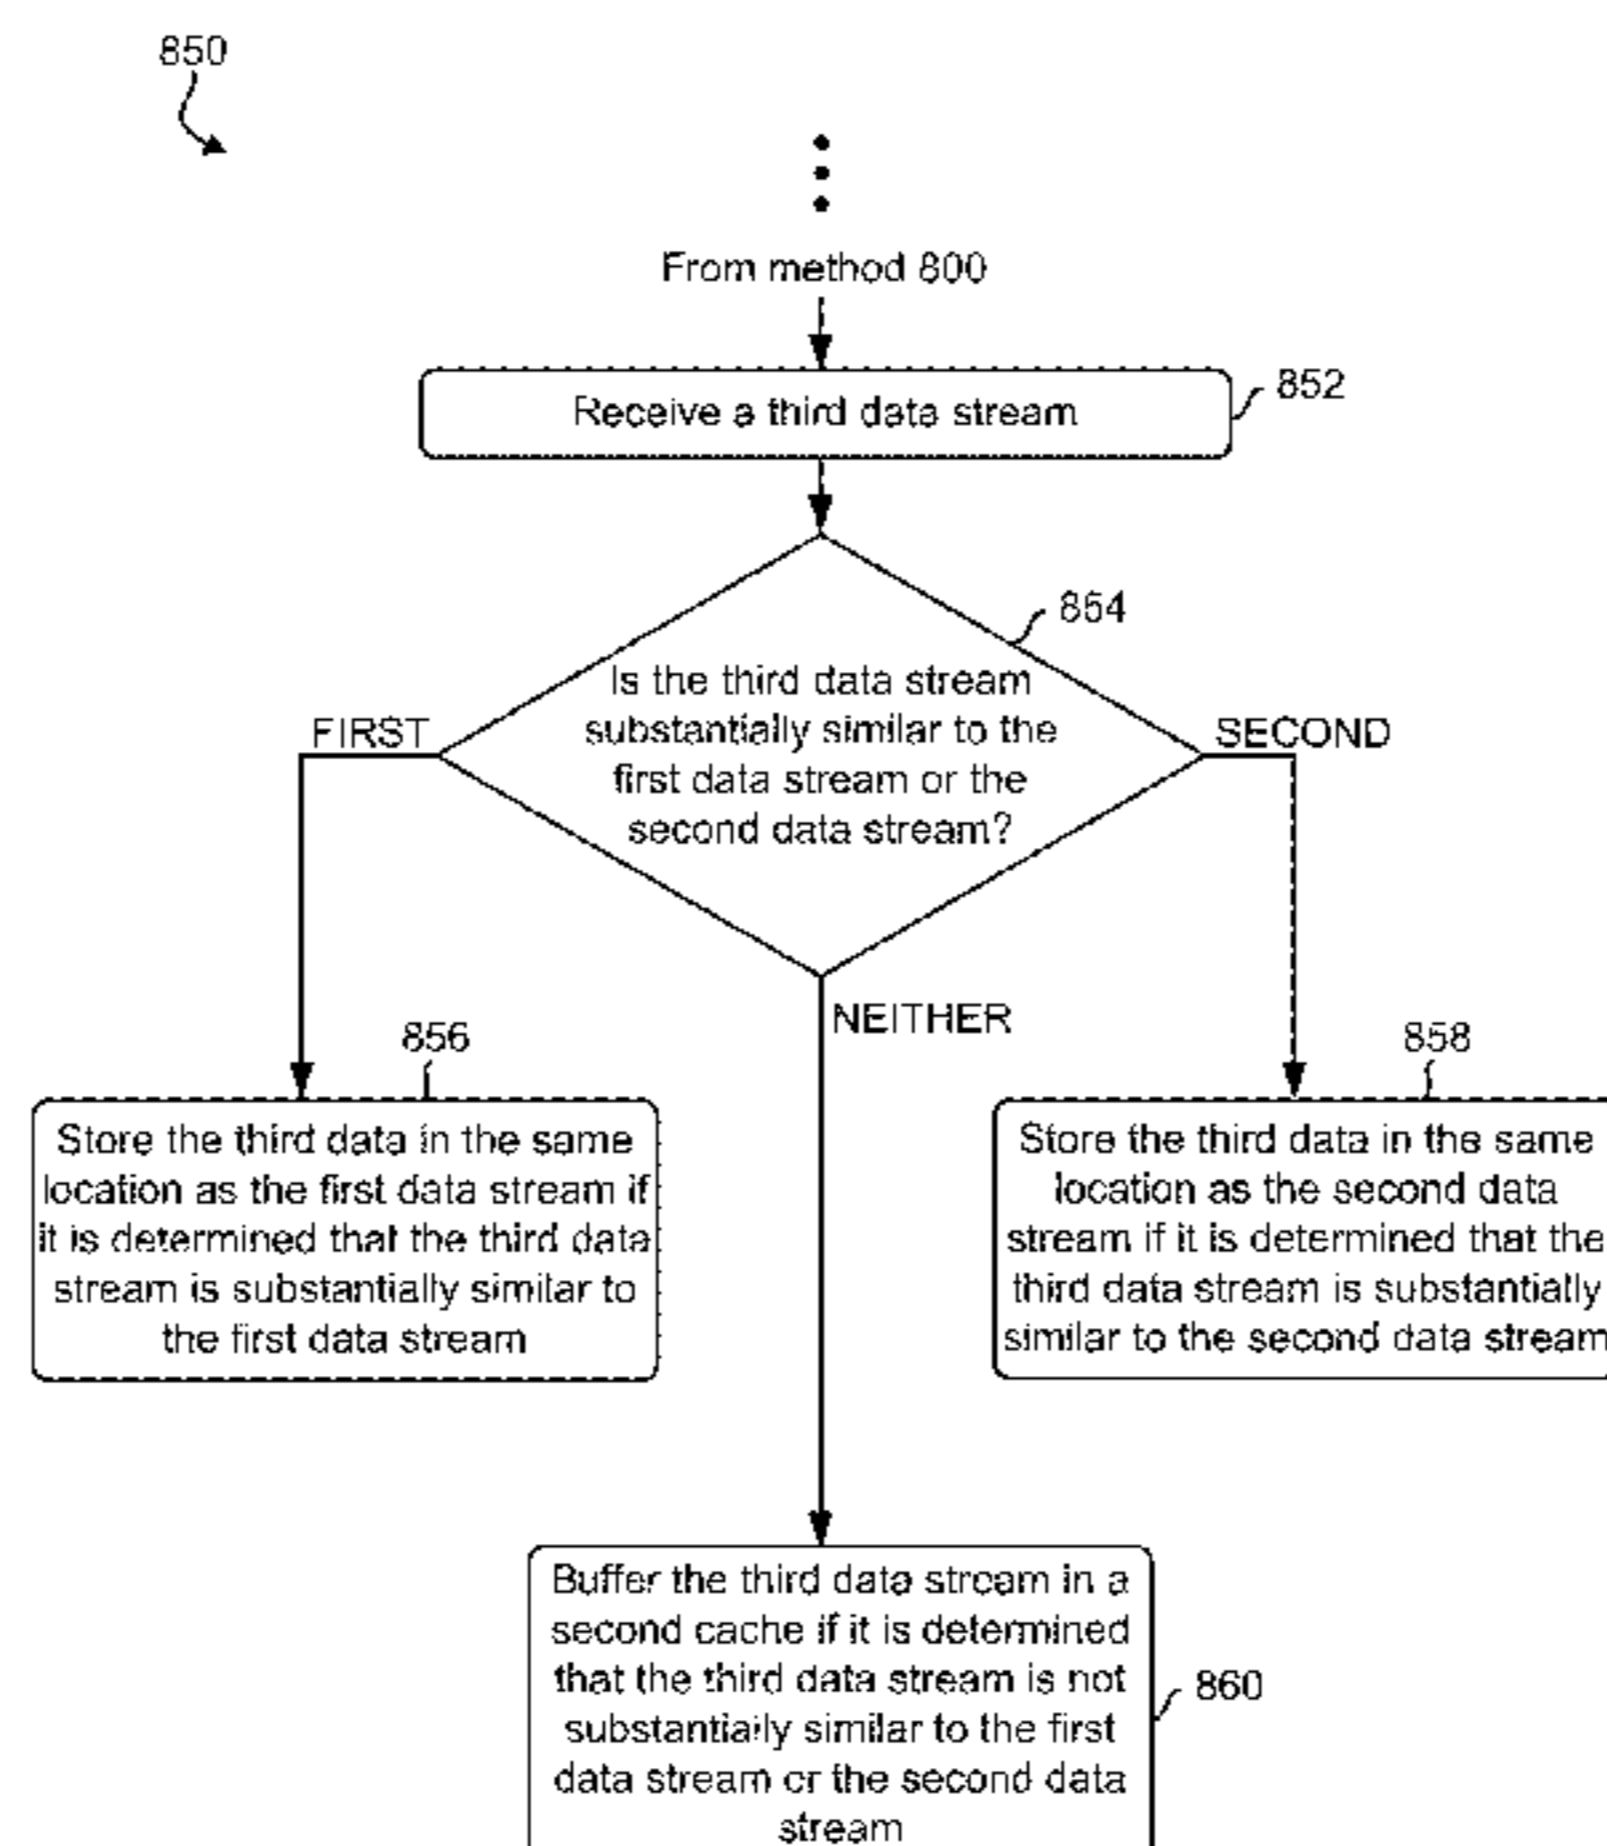 850
From method 800
Receive a third data stream
852
854
Is the third data stream
substantially similar to the
first data stream or the
second data stream?
FIRST
SECOND
NEITHER
856
Store the third data in the same
location as the first data stream if
it is determined that the third data
stream is substantially similar to
the first data stream
858
Store the third data in the same
location as the second data
stream if it is determined that the
third data stream is substantially
similar to the second data stream
Buffer the third data stream in a
second cache if it is determined
that the third data stream is not
substantially similar to the first
data stream or the second data
stream
860